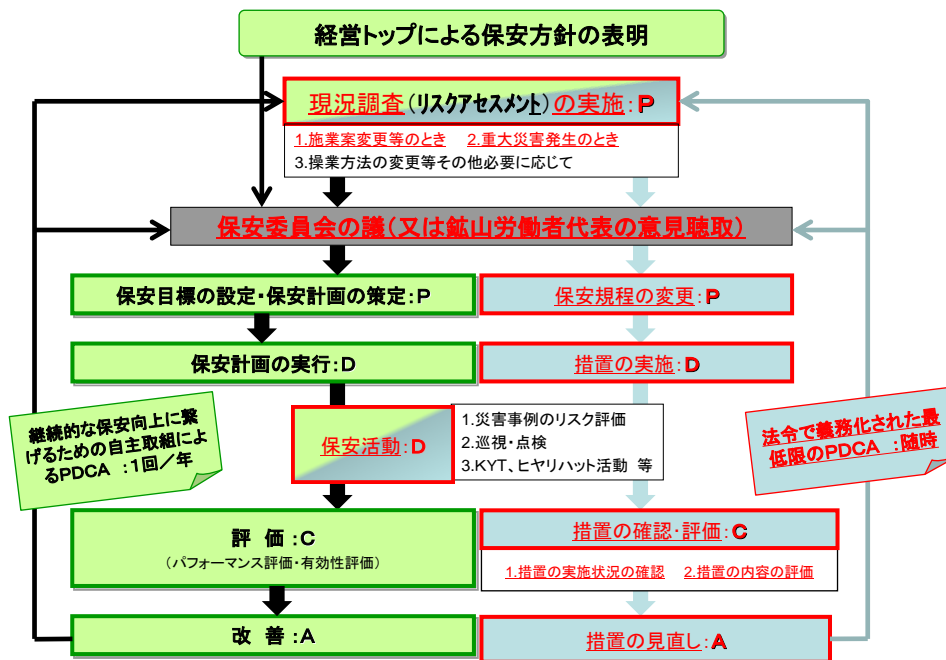 経営トップによる保安方針の表明
現況調査(リスクアセスメント)の実施：P
1.施業案変更等のとき　2.重大災害発生のとき
3.操業方法の変更等その他必要に応じて
保安委員会の議(又は鉱山労働者代表の意見聴取)
保安目標の設定・保安計画の策定：P
保安規程の変更：P
保安計画の実行：D
措置の実施：D
継続的な保安向上に繋
げるための自主取組によ
るPDCA ：1回／年
保安活動：D
1.災害事例のリスク評価
2.巡視・点検
3.KYT、ヒヤリハット活動 等
法令で義務化された最
低限のPDCA ：随時
評 価：C
(パフォーマンス評価・有効性評価)
措置の確認・評価：C
1.措置の実施状況の確認　2.措置の内容の評価
改 善：A
措置の見直し：A